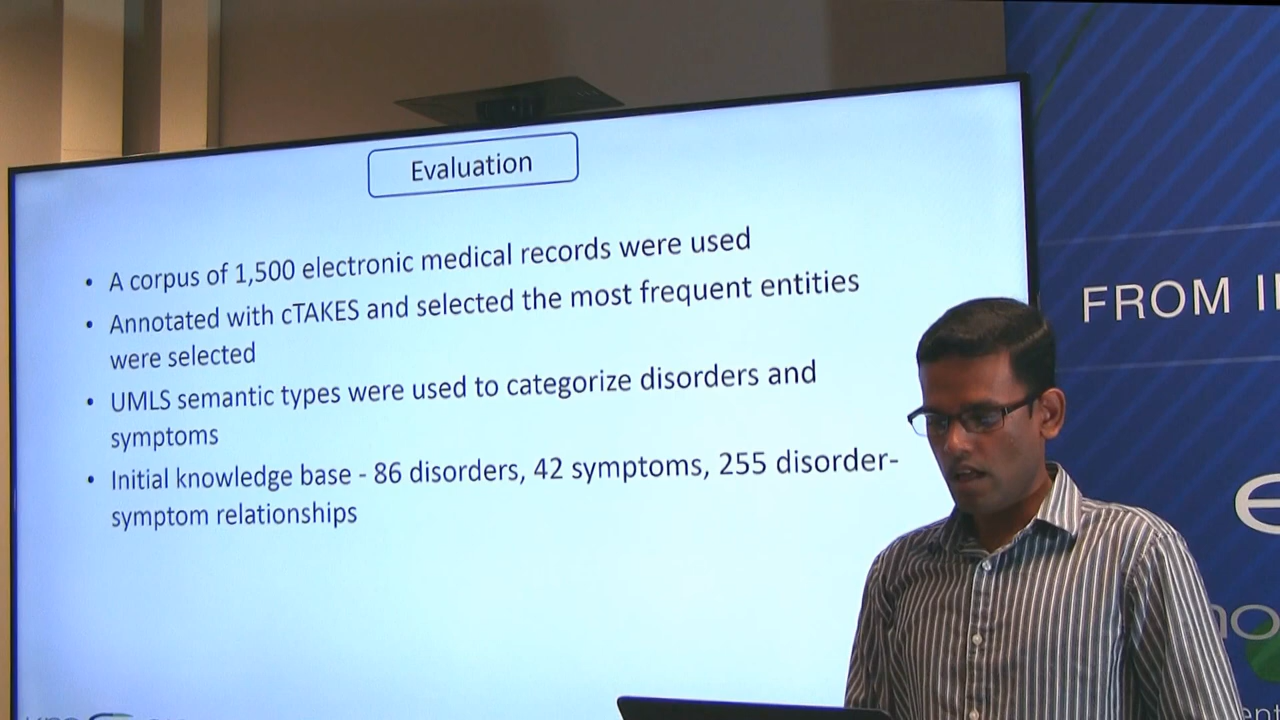 Evaluation
• A corpus of 1,500 electronic medical records were used
• Annotated with cTAKES and selected the most frequent entities
were selected
• UMLS semantic types were used to categorize disorders and
symptoms
• Initial knowledge base - 86 disorders, 42 symptoms, 255 disorder-
symptom relationships
FROM